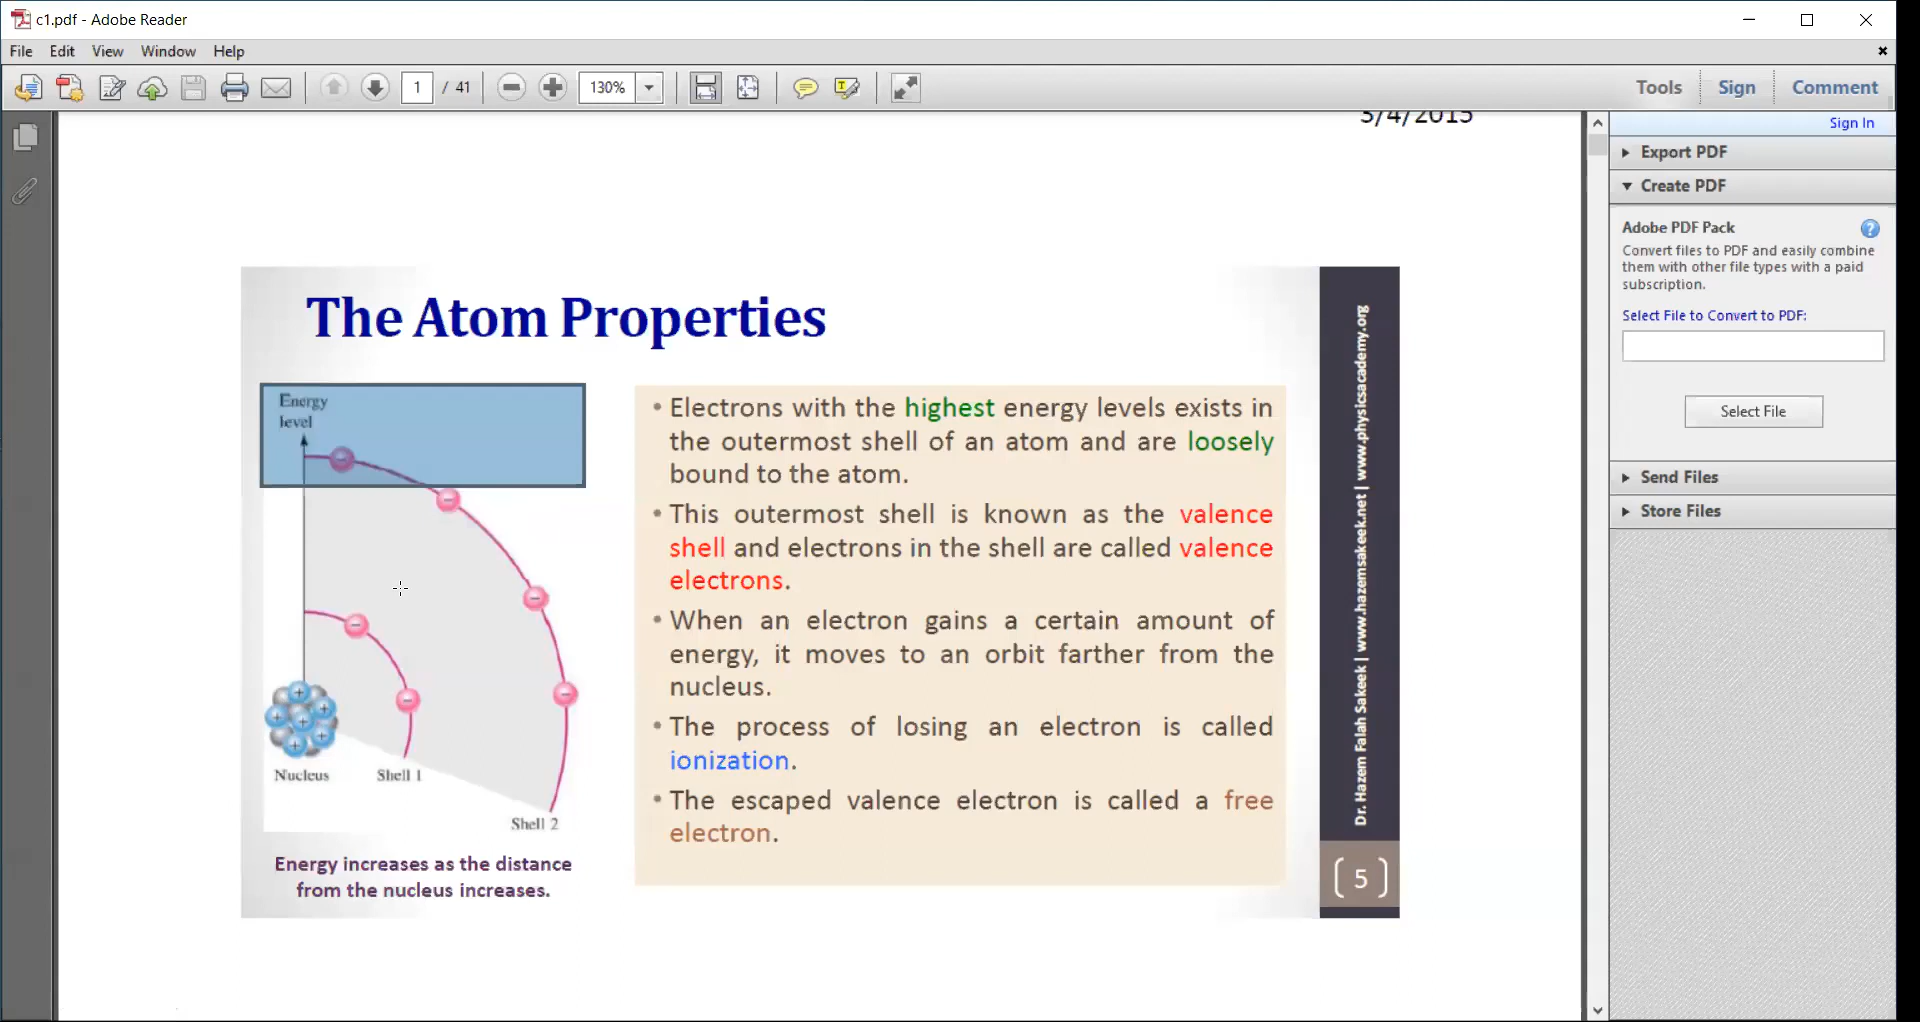 c1.pdf - Adobe Reader
File Edit View Window Help
1 / 41 130% Tools Sign Comment
3/4/2015
Sign In
Export PDF
Create PDF
Adobe PDF Pack
Convert files to PDF and easily combine
them with other file types with a paid
subscription.
Select File to Convert to PDF:
Select File
Send Files
Store Files
The Atom Properties
Energy
level
Nucleus
Shell 1
Shell 2
Energy increases as the distance
from the nucleus increases.
• Electrons with the highest energy levels exists in
the outermost shell of an atom and are loosely
bound to the atom.
• This outermost shell is known as the valence
shell and electrons in the shell are called valence
electrons.
• When an electron gains a certain amount of
energy, it moves to an orbit farther from the
nucleus.
• The process of losing an electron is called
ionization.
• The escaped valence electron is called a free
electron.
Dr. Hazem Falah Sakeek | www.hazemsakeek.net | www.physicsacademy.org
5